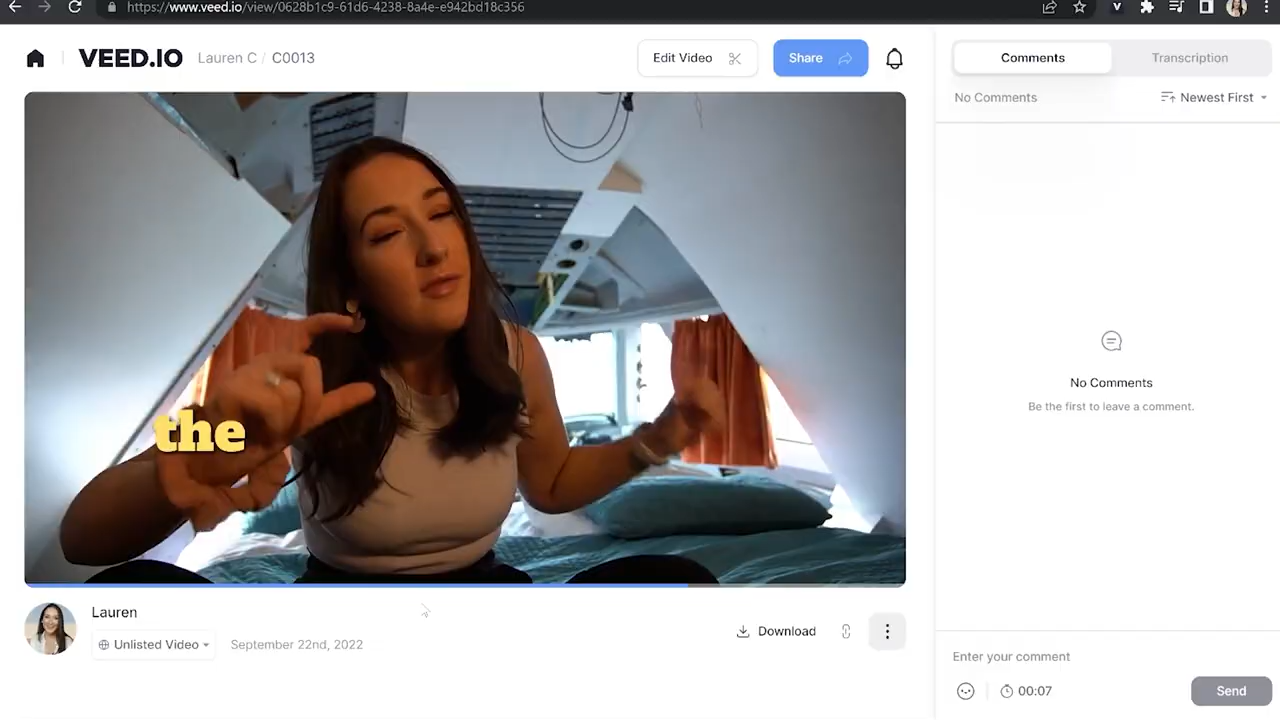 https://www.veed.io/view/0628b1c9-61d6-4238-8a4e-e942bd18c356
VEED.IO
Lauren C / C0013
Edit Video
Share
Comments
Transcription
No Comments
Newest First
the
No Comments
Be the first to leave a comment.
Lauren
Unlisted Video
September 22nd, 2022
Download
Enter your comment
00:07
Send